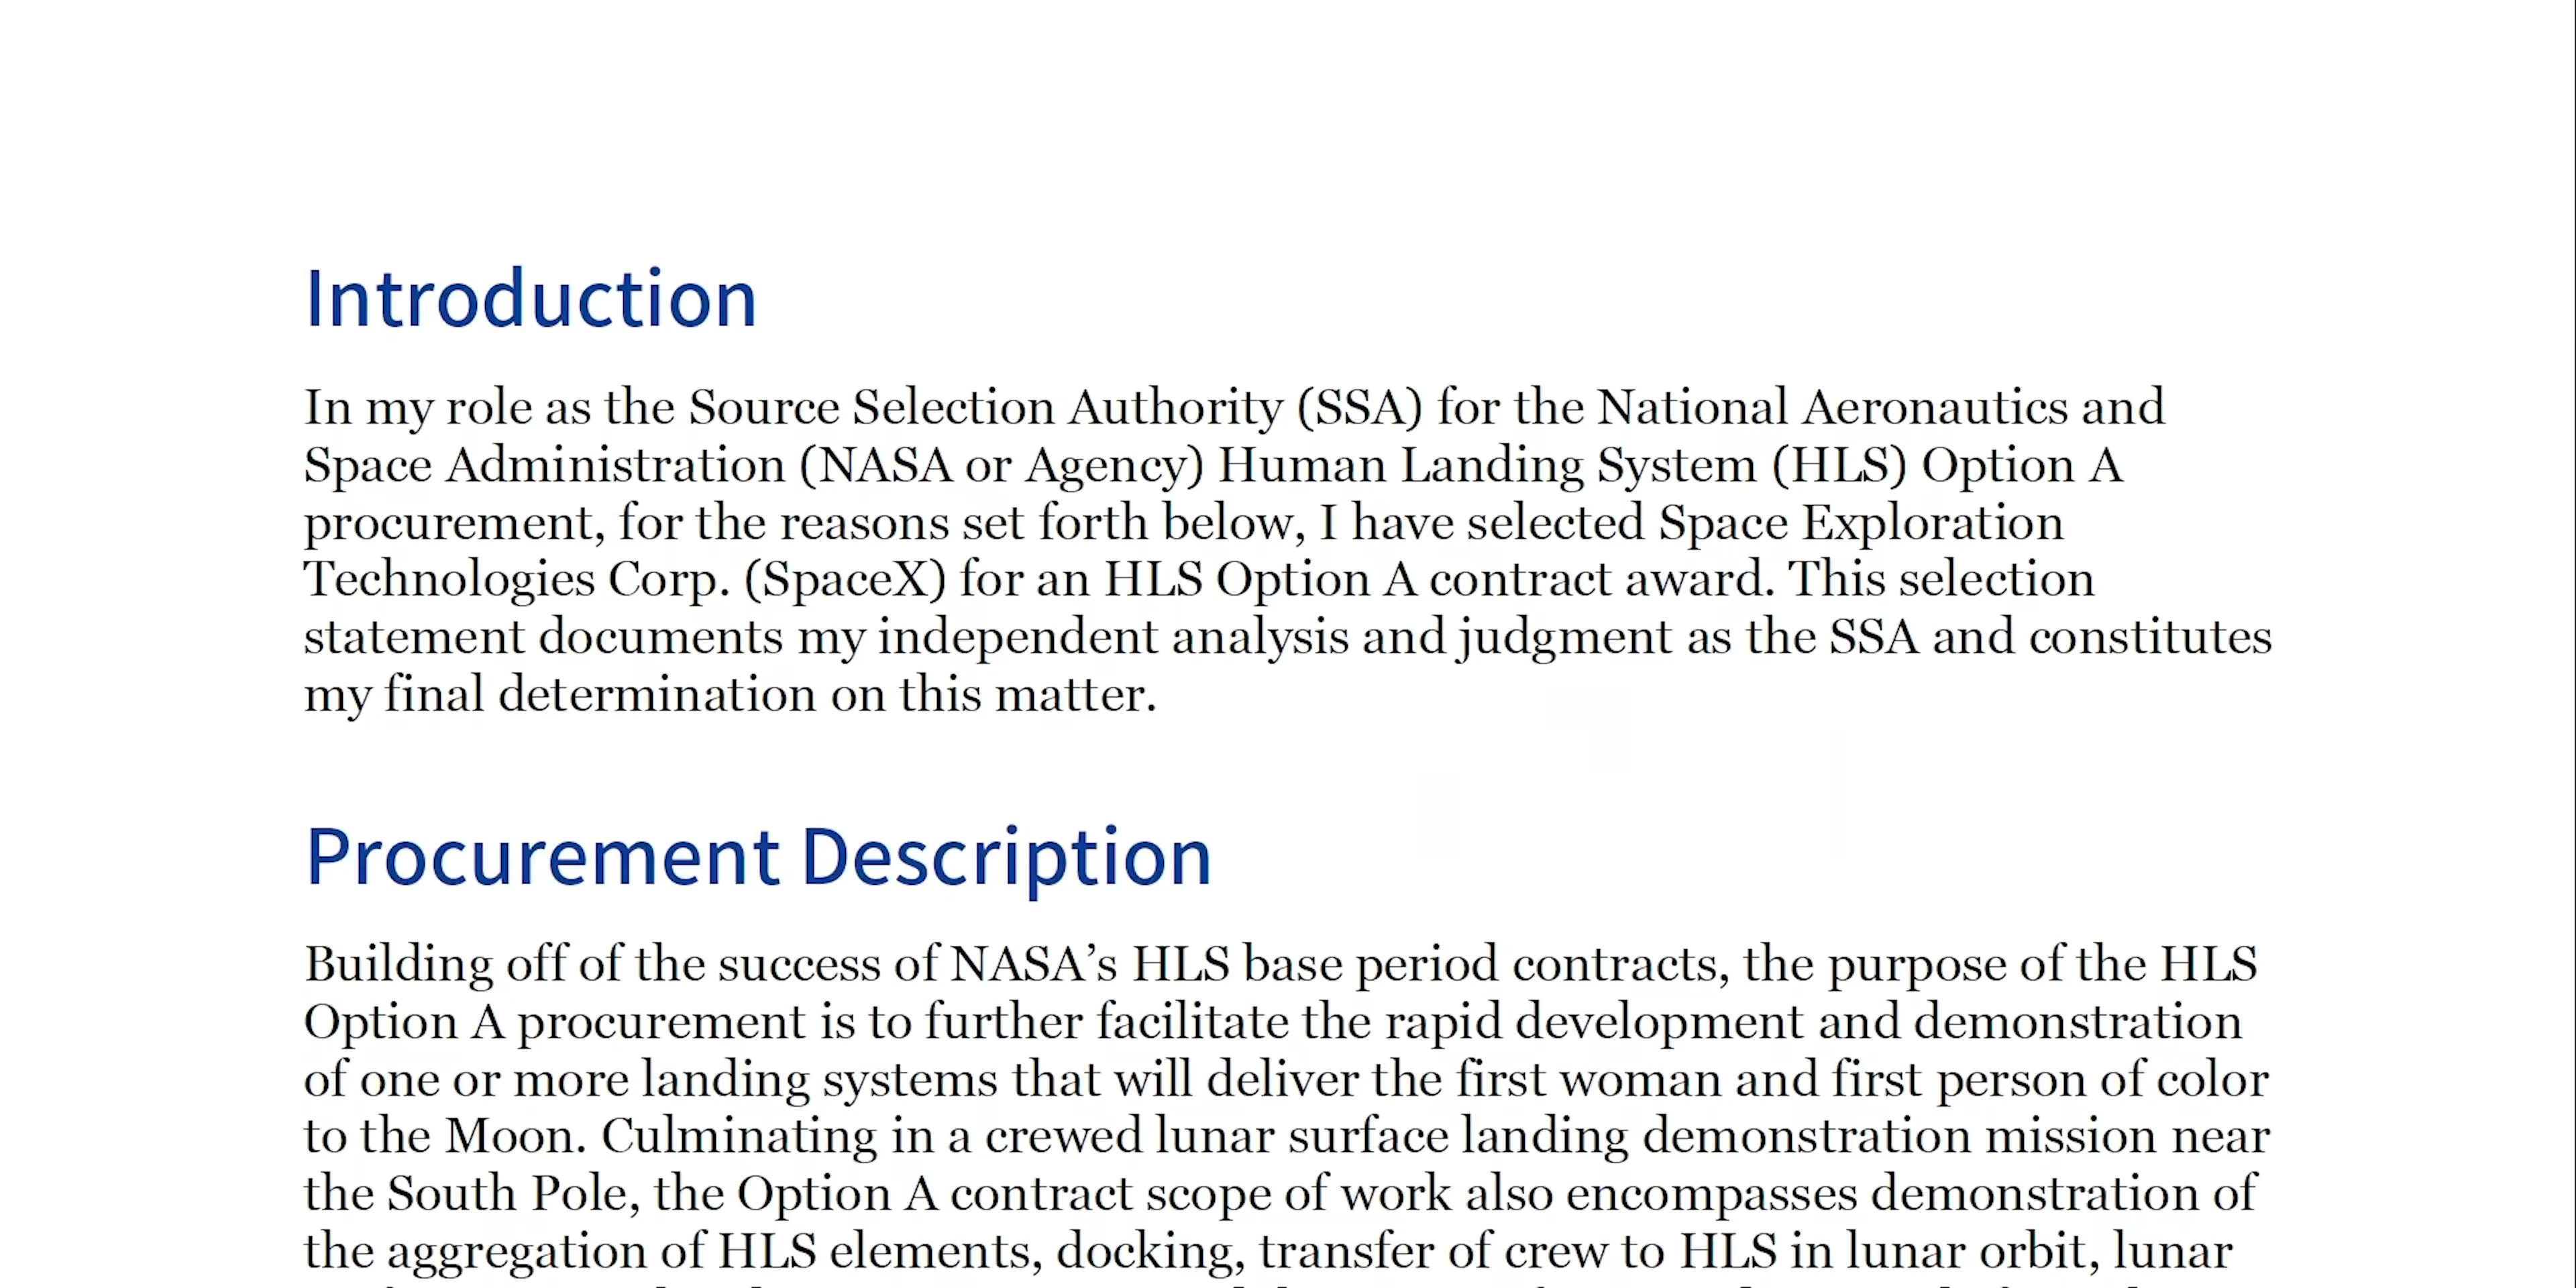 Introduction
In my role as the Source Selection Authority (SSA) for the National Aeronautics and
Space Administration (NASA or Agency) Human Landing System (HLS) Option A
procurement, for the reasons set forth below, I have selected Space Exploration
Technologies Corp. (SpaceX) for an HLS Option A contract award. This selection
statement documents my independent analysis and judgment as the SSA and constitutes
my final determination on this matter.
Procurement Description
Building off of the success of NASA’s HLS base period contracts, the purpose of the HLS
Option A procurement is to further facilitate the rapid development and demonstration
of one or more landing systems that will deliver the first woman and first person of color
to the Moon. Culminating in a crewed lunar surface landing demonstration mission near
the South Pole, the Option A contract scope of work also encompasses demonstration of
the aggregation of HLS elements, docking, transfer of crew to HLS in lunar orbit, lunar